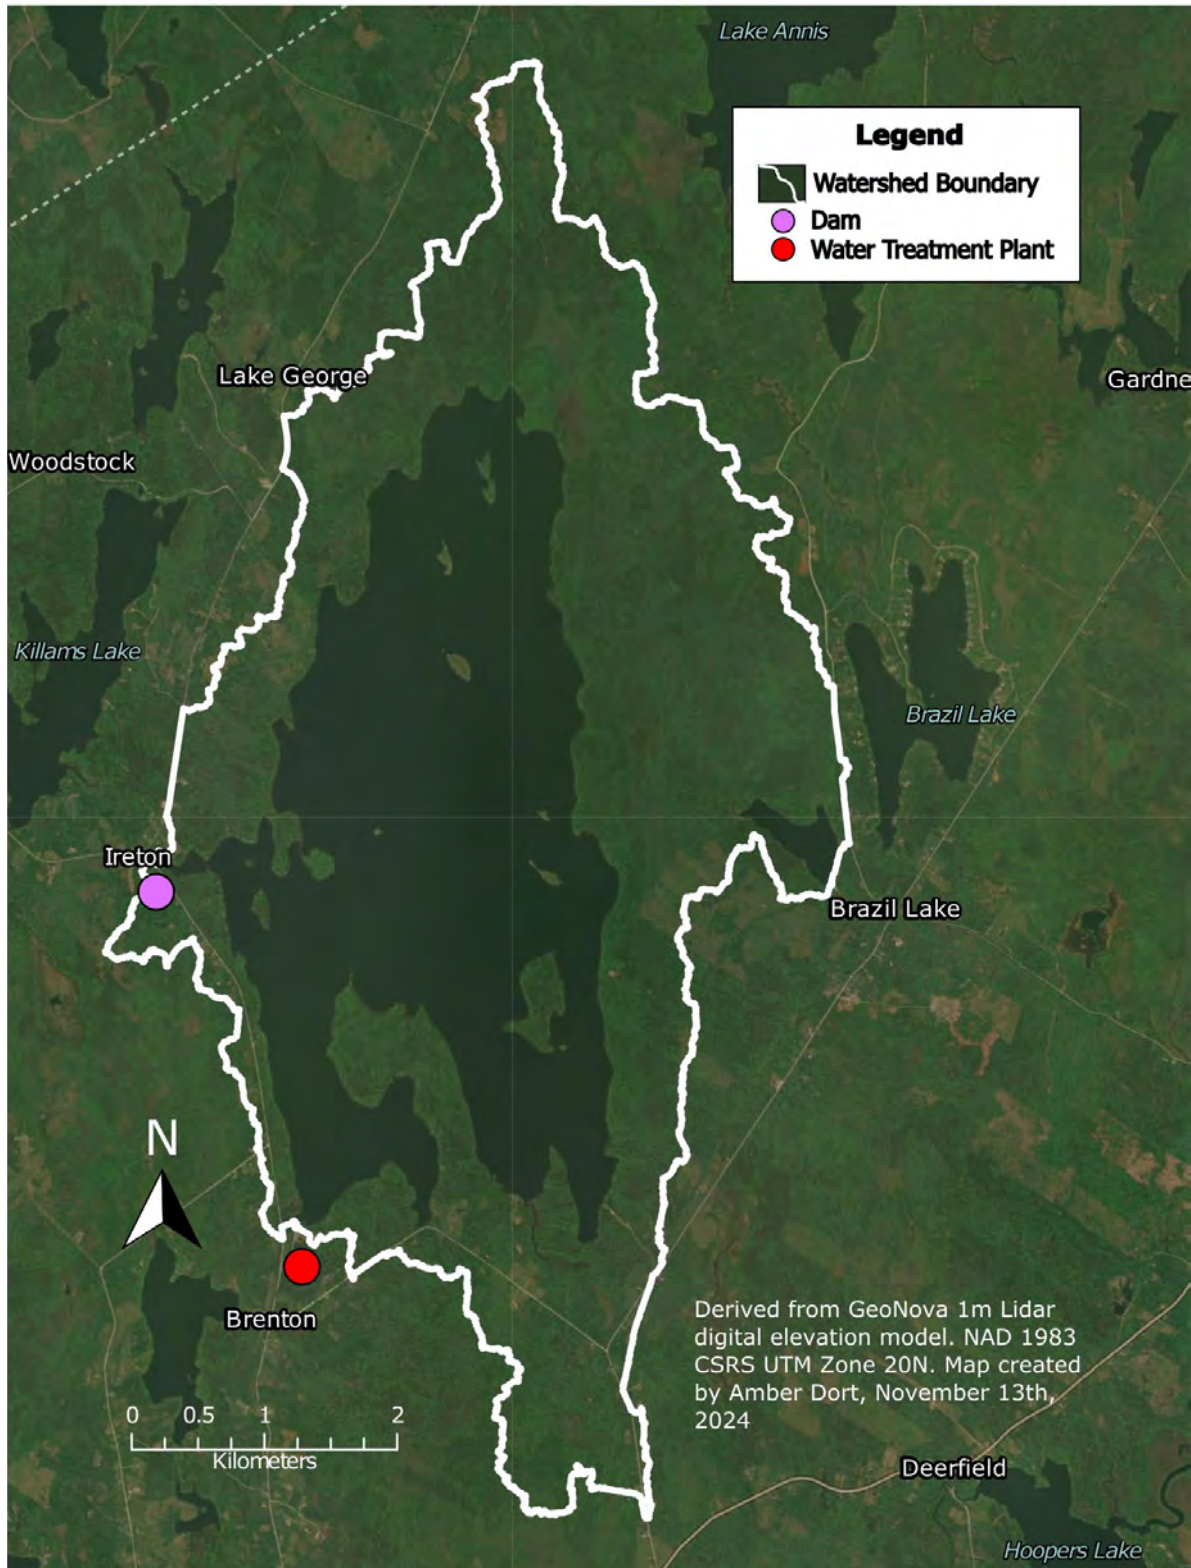 Lake Annis
Legend
Watershed Boundary
Dam
Water Treatment Plant
Lake George
Gardne
Woodstock
Killams Lake
Brazil Lake
Ireton
Brazil Lake
N
Brenton
Derived from GeoNova 1m Lidar
digital elevation model. NAD 1983
CSRS UTM Zone 20N. Map created
by Amber Dort, November 13th,
2024
0 0.5 1 2
Kilometers
Deerfield
Hoopers Lake